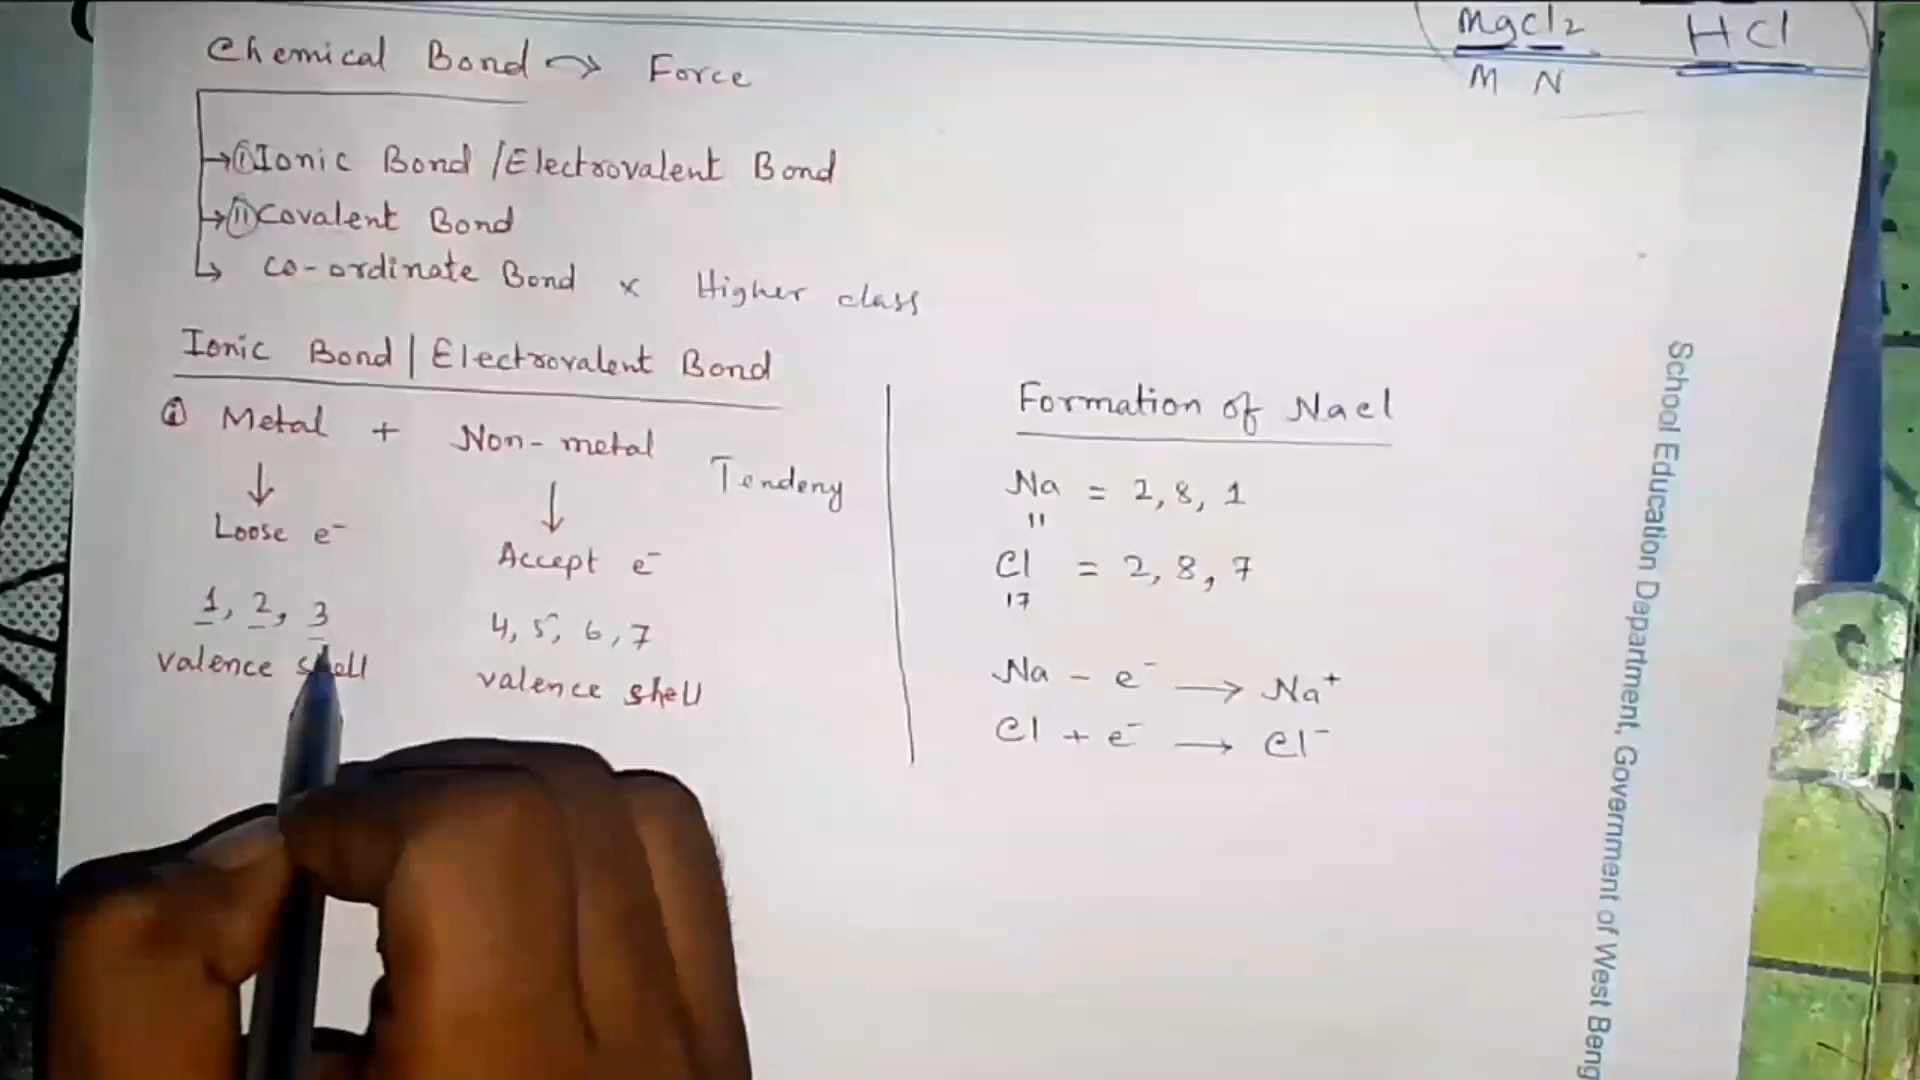 MgCl2 HCl
M N
Chemical Bond → Force
→ (i) Ionic Bond / Electrovalent Bond
→ (ii) Covalent Bond
↳ Co-ordinate Bond × Higher class
Ionic Bond | Electrovalent Bond
① Metal + Non-metal
Tendeny
↓ ↓
Loose e⁻ Accept e⁻
1, 2, 3 4, 5, 6, 7
valence shell valence shell
Formation of NaCl
Na = 2, 8, 1
11
Cl = 2, 8, 7
17
Na - e⁻ → Na⁺
Cl + e⁻ → Cl⁻
School Education Department, Government of West Beng